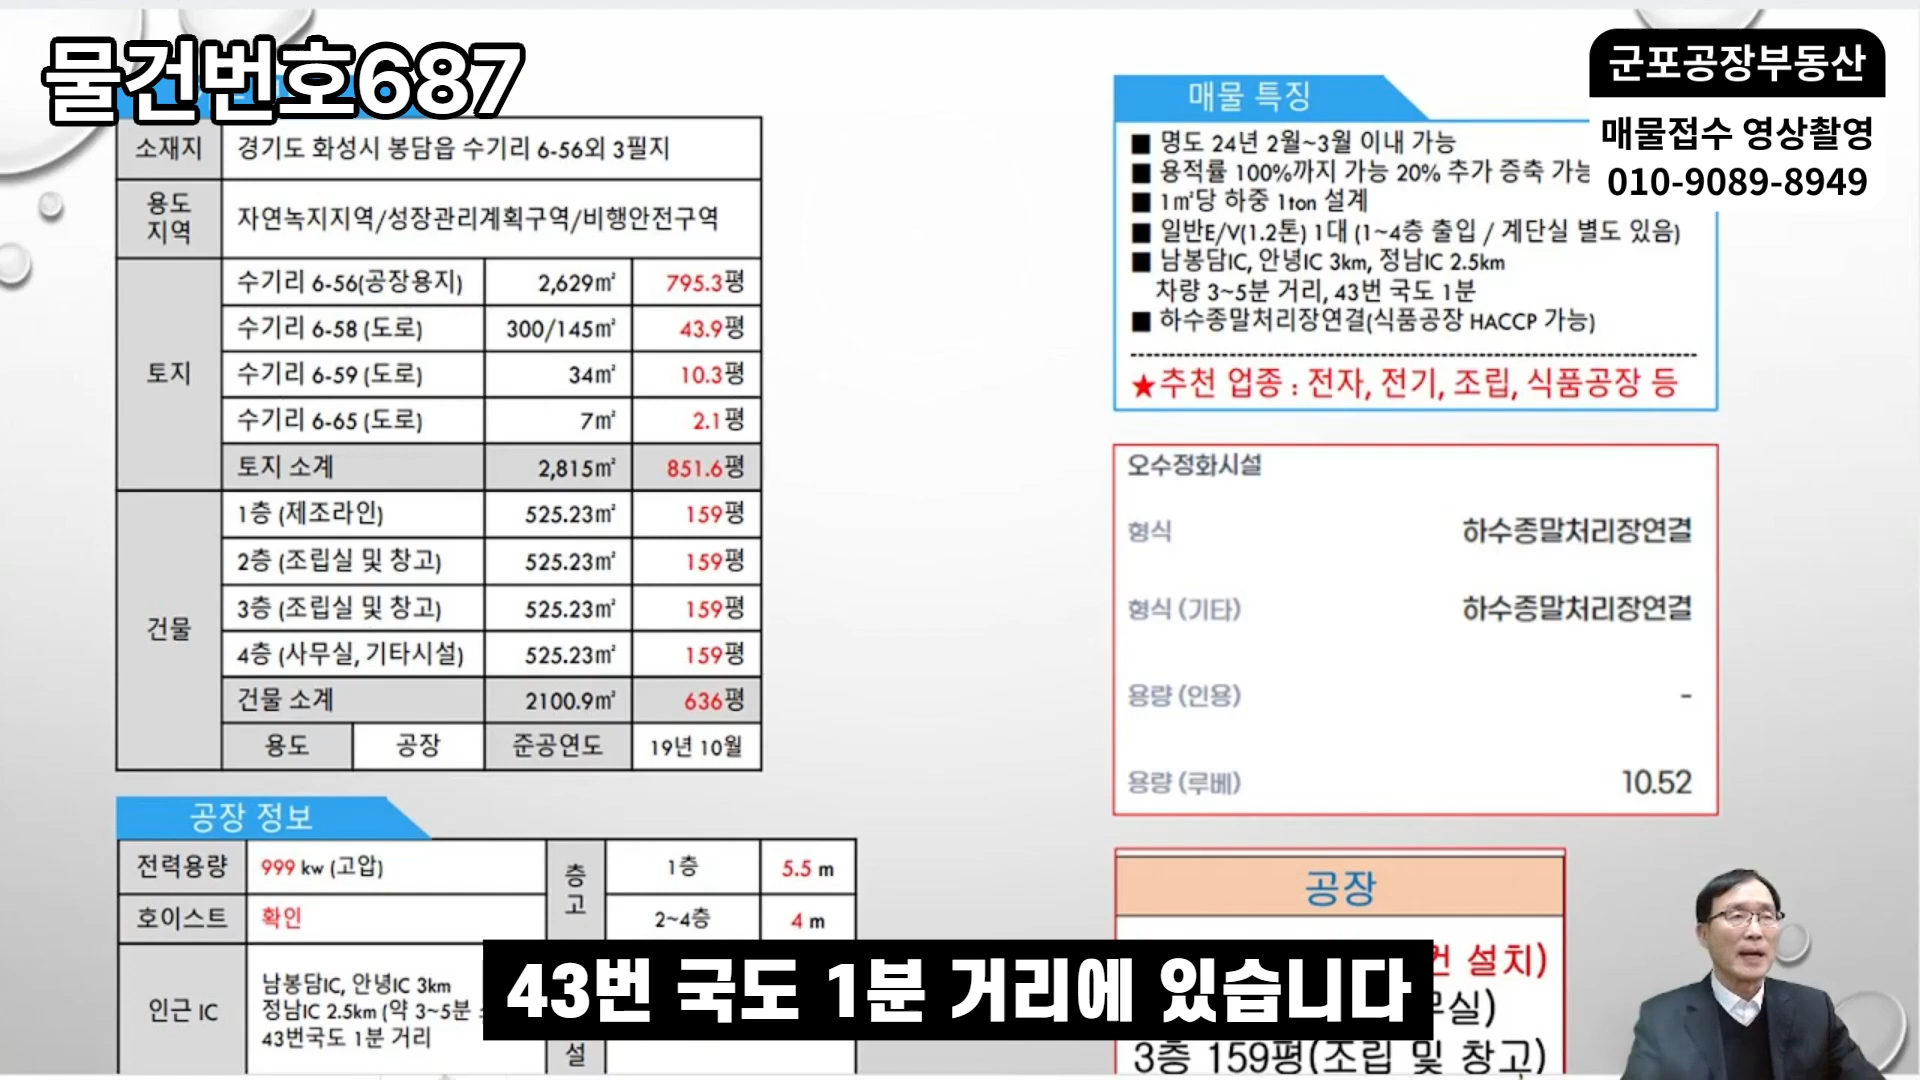 물건번호687
군포공장부동산
매물접수 영상촬영
010-9089-8949
소재지 경기도 화성시 봉담읍 수기리 6-56외 3필지
용도
지역
자연녹지지역/성장관리계획구역/비행안전구역
토지
수기리 6-56(공장용지) 2,629㎡ 795.3평
수기리 6-58 (도로) 300/145㎡ 43.9평
수기리 6-59 (도로) 34㎡ 10.3평
수기리 6-65 (도로) 7㎡ 2.1평
토지 소계 2,815㎡ 851.6평
건물
1층 (제조라인) 525.23㎡ 159평
2층 (조립실 및 창고) 525.23㎡ 159평
3층 (조립실 및 창고) 525.23㎡ 159평
4층 (사무실, 기타시설) 525.23㎡ 159평
건물 소계 2100.9㎡ 636평
용도 공장 준공연도 19년 10월
공장 정보
전력용량 999 kw (고압)
호이스트 확인
층
고
1층 5.5 m
2~4층 4 m
인근 IC
남봉담IC, 안녕IC 3km
정남IC 2.5km (약 3~5분
43번국도 1분 거리
설
매물 특징
■ 명도 24년 2월~3월 이내 가능
■ 용적률 100%까지 가능 20% 추가 증축 가능
■ 1㎡당 하중 1ton 설계
■ 일반E/V(1.2톤) 1대 (1~4층 출입 / 계단실 별도 있음)
■ 남봉담IC, 안녕IC 3km, 정남IC 2.5km
차량 3~5분 거리, 43번 국도 1분
■ 하수종말처리장연결(식품공장 HACCP 가능)
★추천 업종 : 전자, 전기, 조립, 식품공장 등
오수정화시설
형식 하수종말처리장연결
형식 (기타) 하수종말처리장연결
용량 (인용) -
용량 (루베) 10.52
공장
설치)
무실)
3층 159평(조립 및 창고)
43번 국도 1분 거리에 있습니다